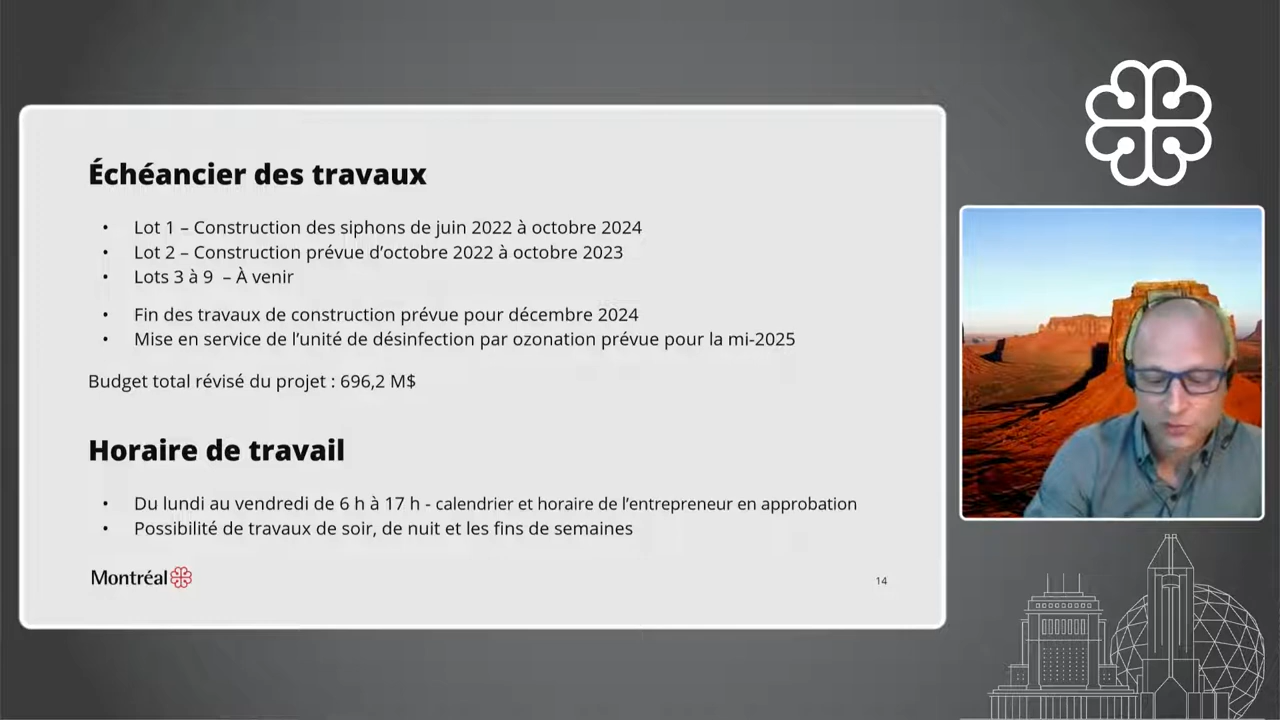 Échéancier des travaux
• Lot 1 – Construction des siphons de juin 2022 à octobre 2024
• Lot 2 – Construction prévue d’octobre 2022 à octobre 2023
• Lots 3 à 9  – À venir
• Fin des travaux de construction prévue pour décembre 2024
• Mise en service de l’unité de désinfection par ozonation prévue pour la mi-2025
Budget total révisé du projet : 696,2 M$
Horaire de travail
• Du lundi au vendredi de 6 h à 17 h - calendrier et horaire de l’entrepreneur en approbation
• Possibilité de travaux de soir, de nuit et les fins de semaines
Montréal
14